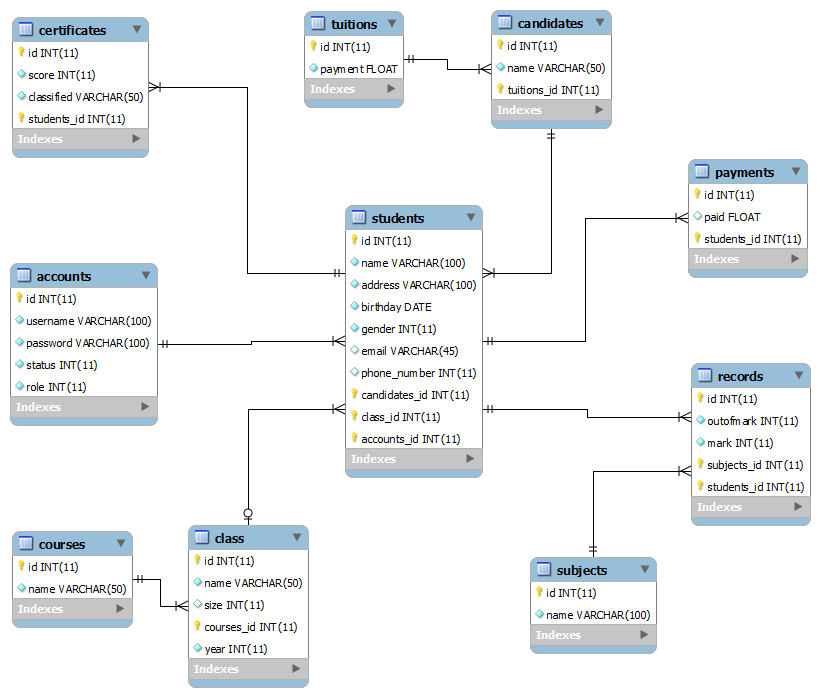 certificates
id INT(11)
score INT(11)
classified VARCHAR(50)
students_id INT(11)
Indexes
tuitions
id INT(11)
payment FLOAT
Indexes
candidates
id INT(11)
name VARCHAR(50)
tuitions_id INT(11)
Indexes
payments
id INT(11)
paid FLOAT
students_id INT(11)
Indexes
students
id INT(11)
name VARCHAR(100)
address VARCHAR(100)
birthday DATE
gender INT(11)
email VARCHAR(45)
phone_number INT(11)
candidates_id INT(11)
class_id INT(11)
accounts_id INT(11)
Indexes
accounts
id INT(11)
username VARCHAR(100)
password VARCHAR(100)
status INT(11)
role INT(11)
Indexes
records
id INT(11)
outofmark INT(11)
mark INT(11)
subjects_id INT(11)
students_id INT(11)
Indexes
courses
id INT(11)
name VARCHAR(50)
Indexes
class
id INT(11)
name VARCHAR(50)
size INT(11)
courses_id INT(11)
year INT(11)
Indexes
subjects
id INT(11)
name VARCHAR(100)
Indexes